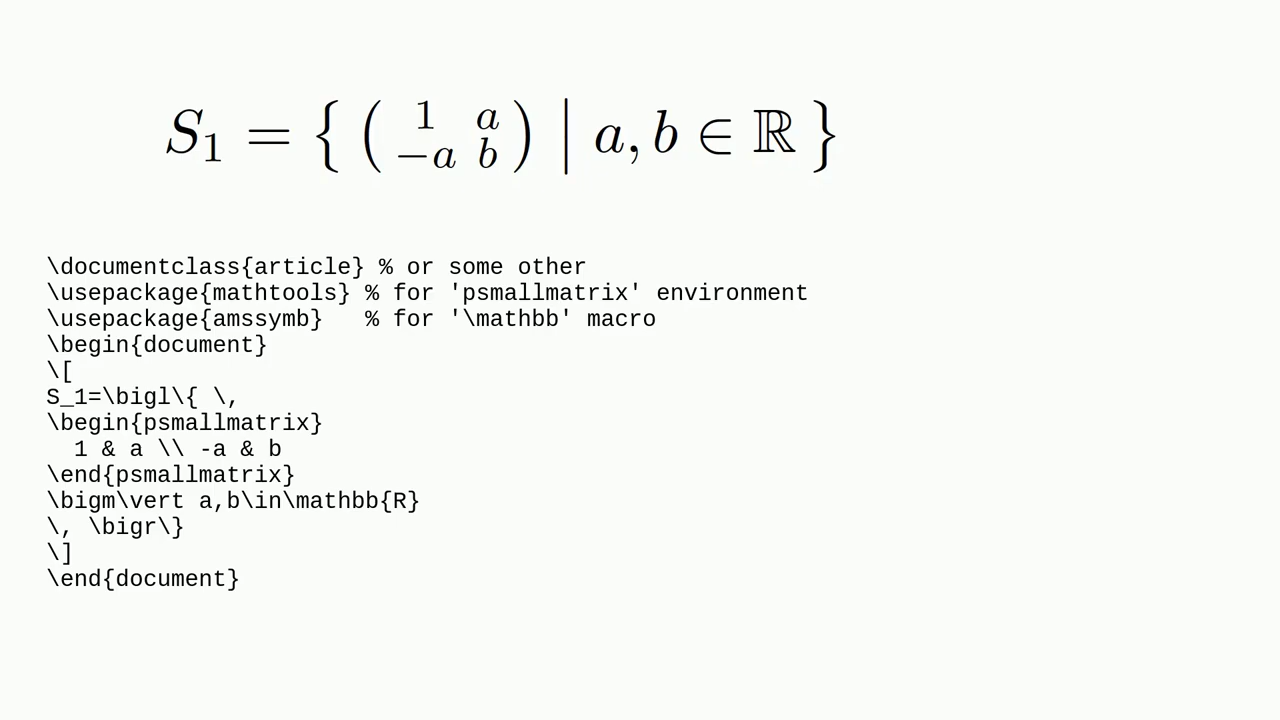 S₁ = { ( 1 a
−a b ) | a, b ∈ ℝ }
\documentclass{article} % or some other
\usepackage{mathtools} % for 'psmallmatrix' environment
\usepackage{amssymb}   % for '\mathbb' macro
\begin{document}
\[
S_1=\bigl\{ \,
\begin{psmallmatrix}
  1 & a \\ -a & b
\end{psmallmatrix}
\bigm\vert a,b\in\mathbb{R}
\, \bigr\}
\]
\end{document}